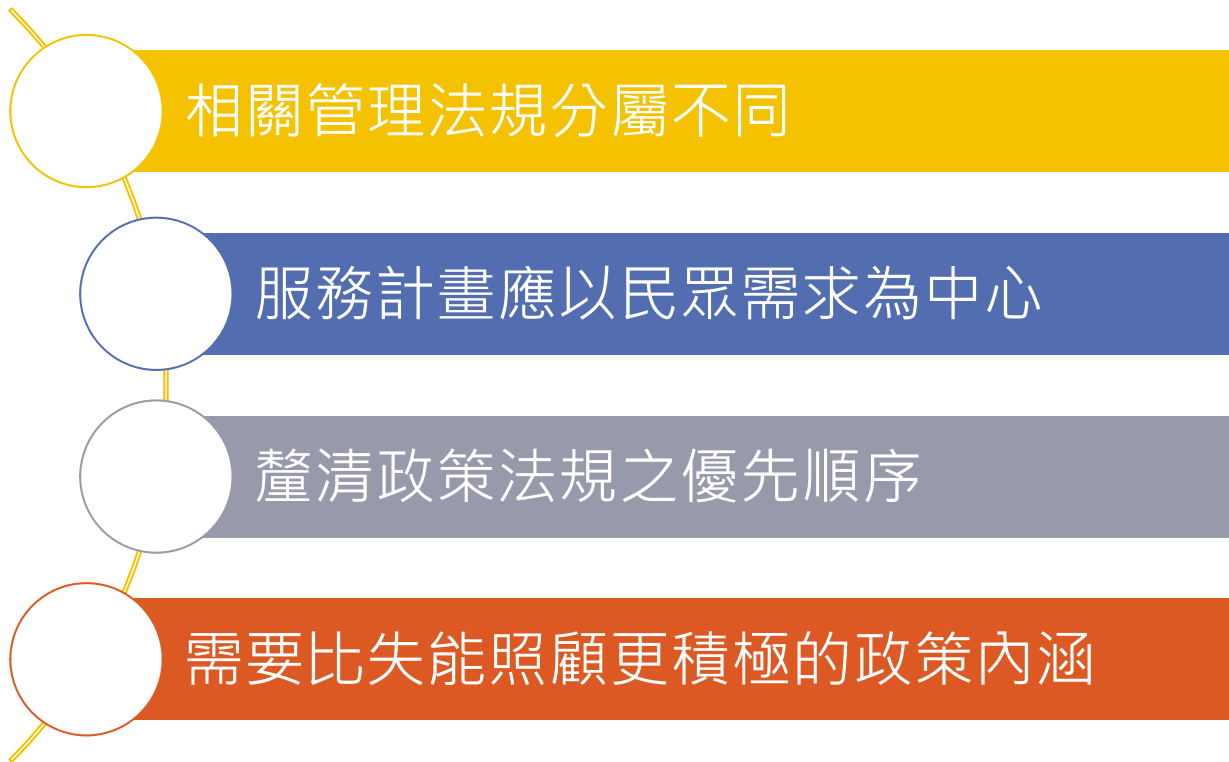 相關管理法規分屬不同
服務計畫應以民眾需求為中心
釐清政策法規之優先順序
需要比失能照顧更積極的政策內涵